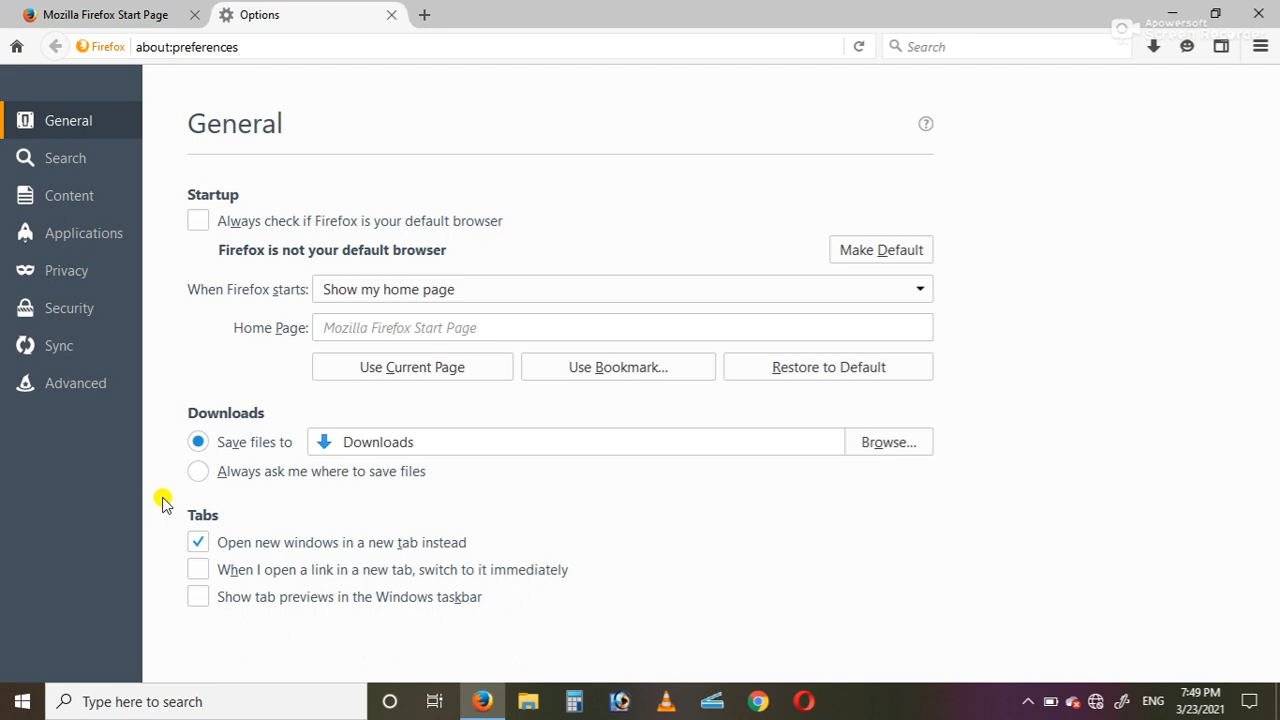 Mozilla Firefox Start Page
Options
Apowersoft
Screen Recorder
Firefox about:preferences
Search
General
Search
Content
Applications
Privacy
Security
Sync
Advanced
General
?
Startup
Always check if Firefox is your default browser
Firefox is not your default browser
Make Default
When Firefox starts: Show my home page
Home Page: Mozilla Firefox Start Page
Use Current Page
Use Bookmark...
Restore to Default
Downloads
Save files to
Downloads
Browse...
Always ask me where to save files
Tabs
Open new windows in a new tab instead
When I open a link in a new tab, switch to it immediately
Show tab previews in the Windows taskbar
Type here to search
ENG
7:49 PM
3/23/2021